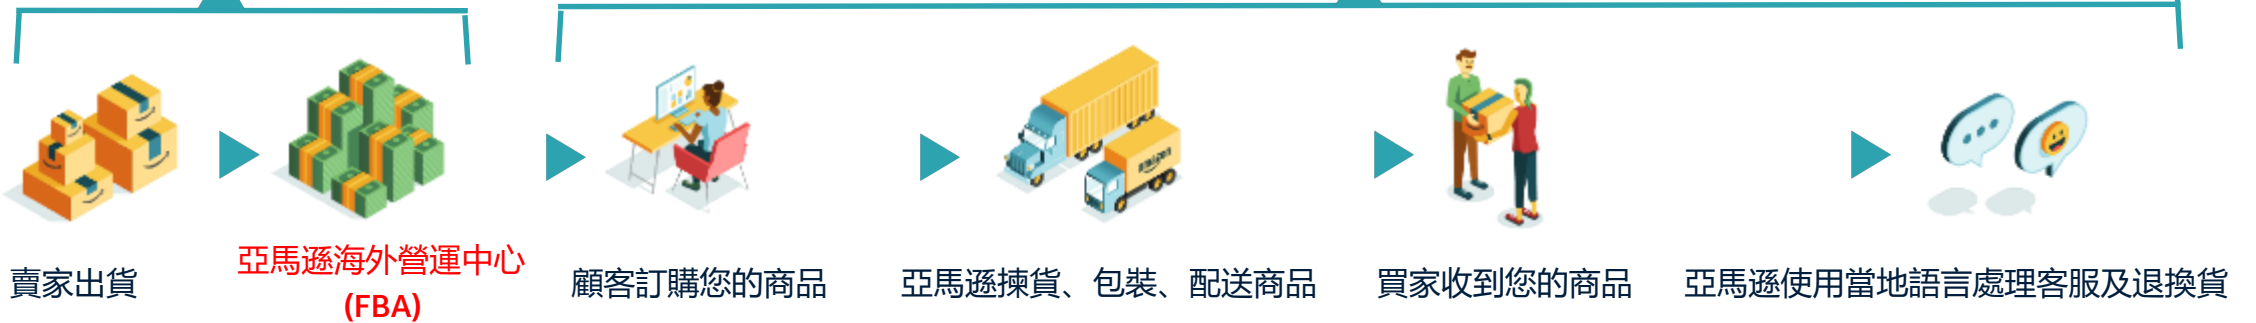 賣家出貨
亞馬遜海外營運中心
(FBA)
顧客訂購您的商品
amazon
亞馬遜揀貨、包裝、配送商品
買家收到您的商品
亞馬遜使用當地語言處理客服及退換貨